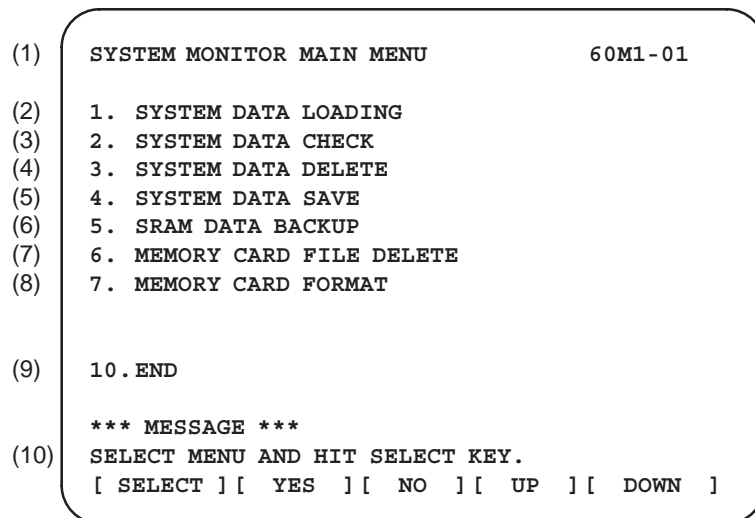 (1) SYSTEM MONITOR MAIN MENU 60M1-01
(2) 1. SYSTEM DATA LOADING
(3) 2. SYSTEM DATA CHECK
(4) 3. SYSTEM DATA DELETE
(5) 4. SYSTEM DATA SAVE
(6) 5. SRAM DATA BACKUP
(7) 6. MEMORY CARD FILE DELETE
(8) 7. MEMORY CARD FORMAT
(9) 10.END
*** MESSAGE ***
(10) SELECT MENU AND HIT SELECT KEY.
[ SELECT ][ YES ][ NO ][ UP ][ DOWN ]